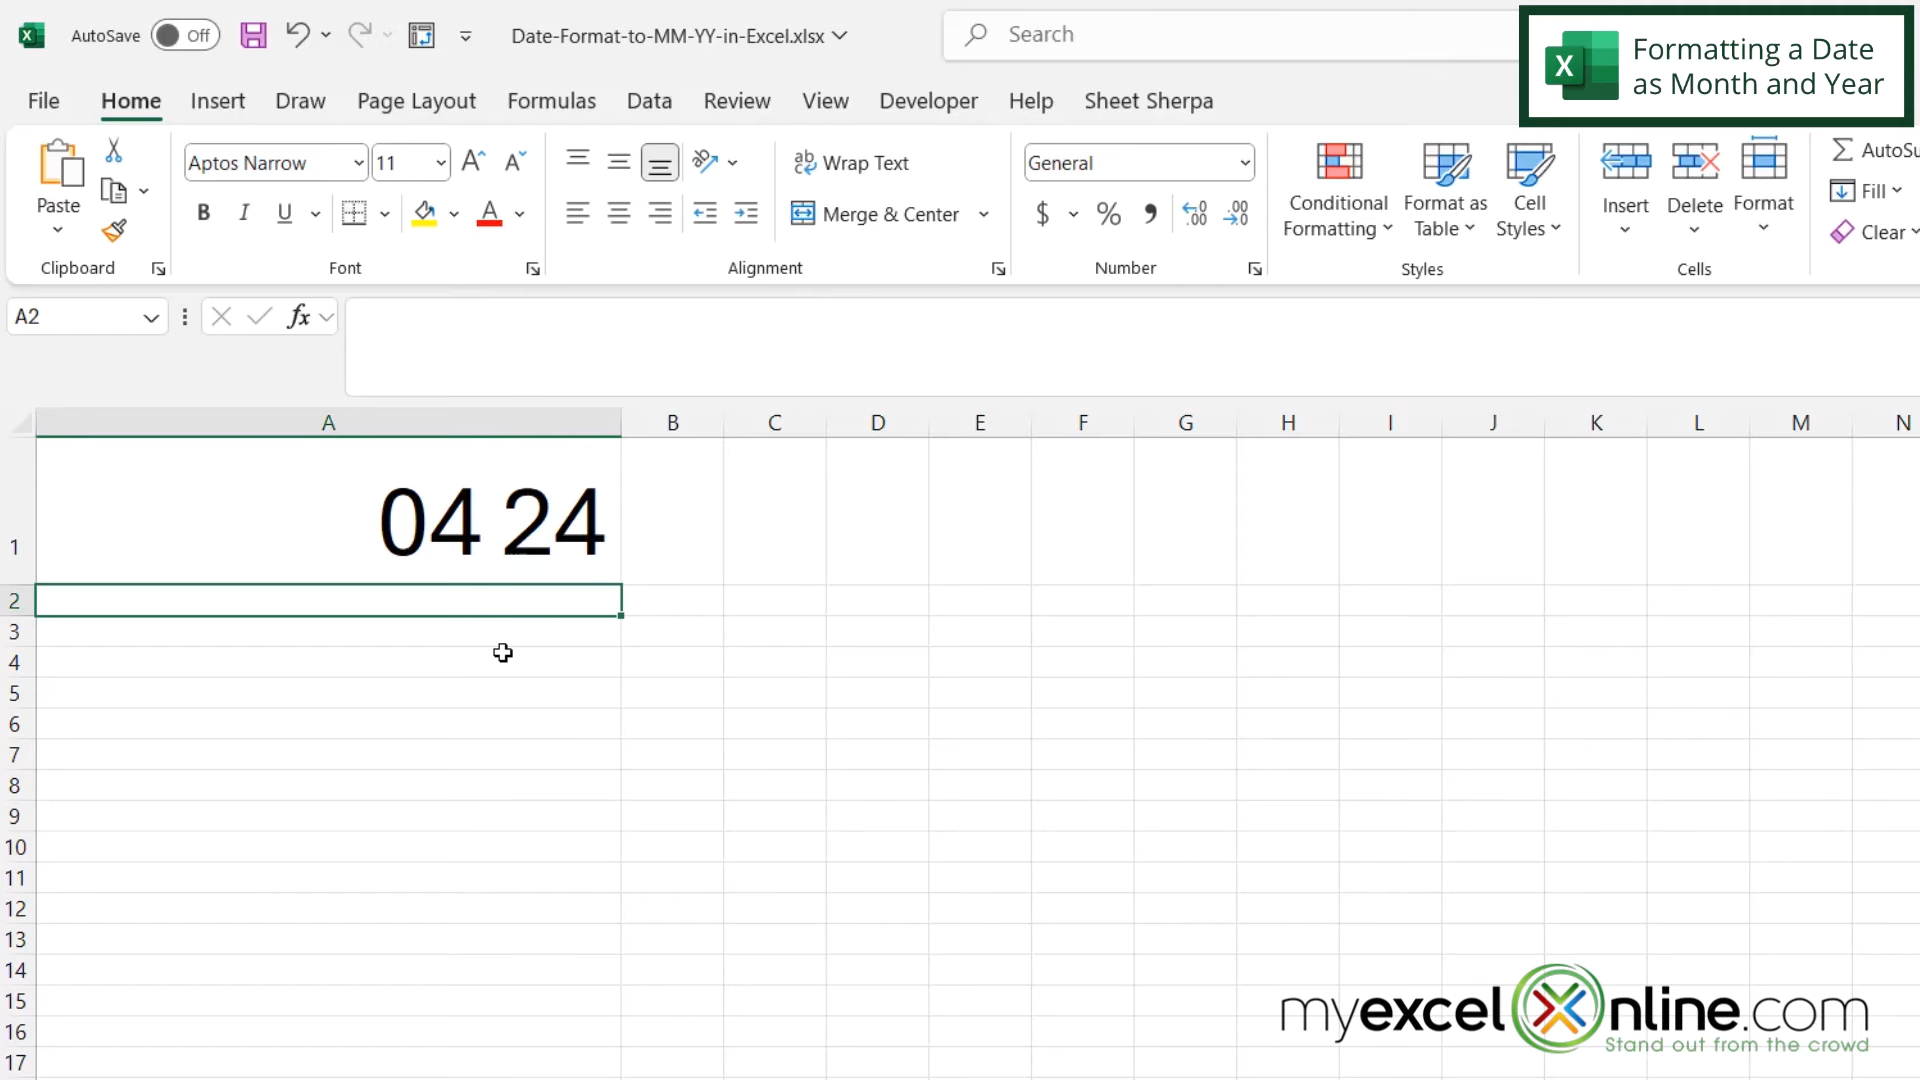 AutoSave Off Date-Format-to-MM-YY-in-Excel.xlsx Search
X Formatting a Date
as Month and Year
File Home Insert Draw Page Layout Formulas Data Review View Developer Help Sheet Sherpa
Paste
Clipboard
Aptos Narrow 11 A A
B I U A
Font
ab Wrap Text
Merge & Center
Alignment
General
$ % , .00 .00
Number
Conditional
Formatting
Format as
Table
Cell
Styles
Styles
Insert Delete Format
Cells
AutoSu
Fill
Clear
A2 fx
A B C D E F G H I J K L M N
1 04 24
2
3
4
5
6
7
8
9
10
11
12
13
14
15
16
17
myexcelonline.com
Stand out from the crowd